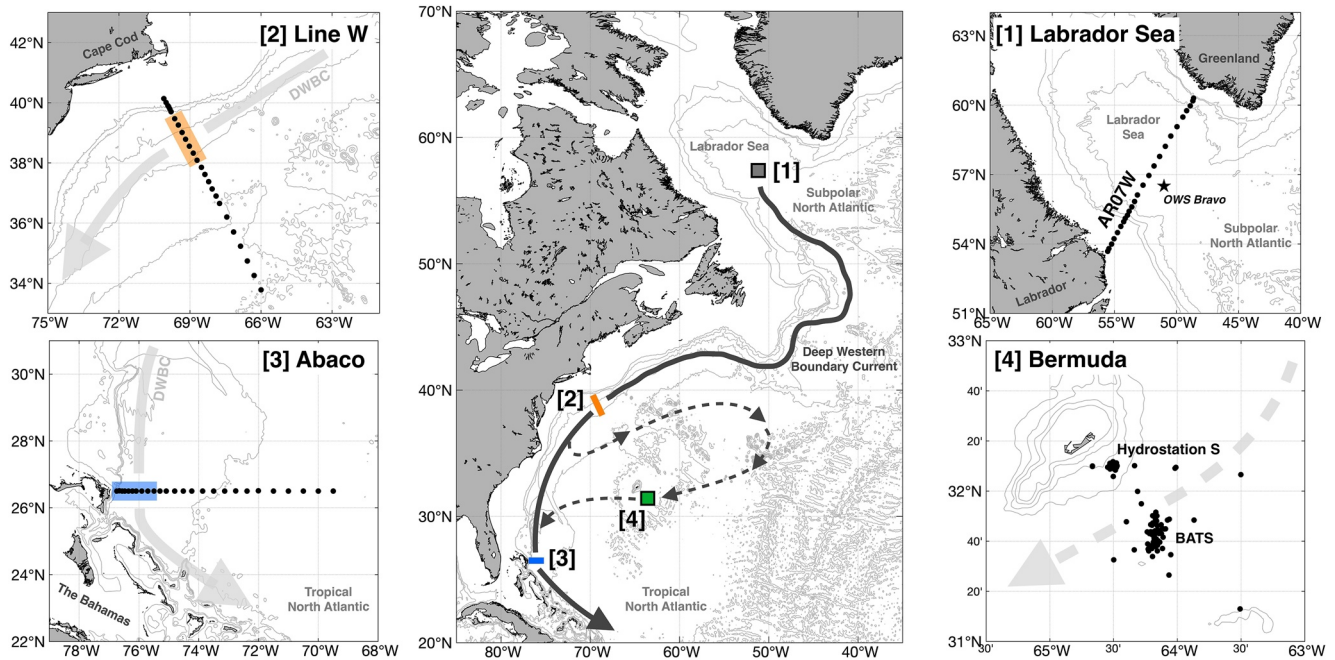 [2] Line W
Cape Cod
DWBC
42°N
40°N
38°N
36°N
34°N
75°W
72°W
69°W
66°W
63°W
[3] Abaco
DWBC
30°N
28°N
26°N
24°N
22°N
The Bahamas
Tropical
North Atlantic
78°W
76°W
74°W
72°W
70°W
68°W
70°N
60°N
50°N
40°N
30°N
20°N
Labrador Sea
[1]
Subpolar
North Atlantic
Deep Western
Boundary Current
[2]
[4]
[3]
Tropical
North Atlantic
80°W
70°W
60°W
50°W
40°W
[1] Labrador Sea
63°N
60°N
57°N
54°N
51°N
Greenland
Labrador
Sea
AR07W
OWS Bravo
Subpolar
North Atlantic
Labrador
65°W
60°W
55°W
50°W
45°W
40°W
[4] Bermuda
33°N
40'
20'
32°N
40'
20'
31°N
Hydrostation S
BATS
30'
65°W
30'
64°W
30'
63°W